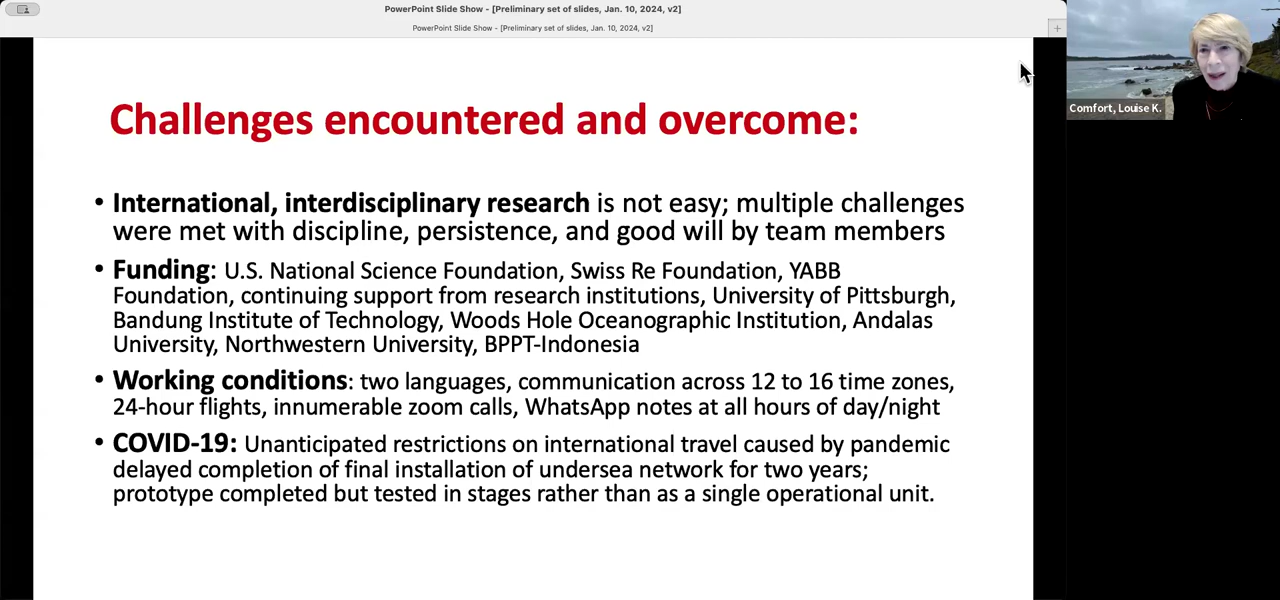 PowerPoint Slide Show - [Preliminary set of slides, Jan. 10, 2024, v2]
PowerPoint Slide Show - [Preliminary set of slides, Jan. 10, 2024, v2]
Comfort, Louise K.
Challenges encountered and overcome:
• International, interdisciplinary research is not easy; multiple challenges
were met with discipline, persistence, and good will by team members
• Funding: U.S. National Science Foundation, Swiss Re Foundation, YABB
Foundation, continuing support from research institutions, University of Pittsburgh,
Bandung Institute of Technology, Woods Hole Oceanographic Institution, Andalas
University, Northwestern University, BPPT-Indonesia
• Working conditions: two languages, communication across 12 to 16 time zones,
24-hour flights, innumerable zoom calls, WhatsApp notes at all hours of day/night
• COVID-19: Unanticipated restrictions on international travel caused by pandemic
delayed completion of final installation of undersea network for two years;
prototype completed but tested in stages rather than as a single operational unit.